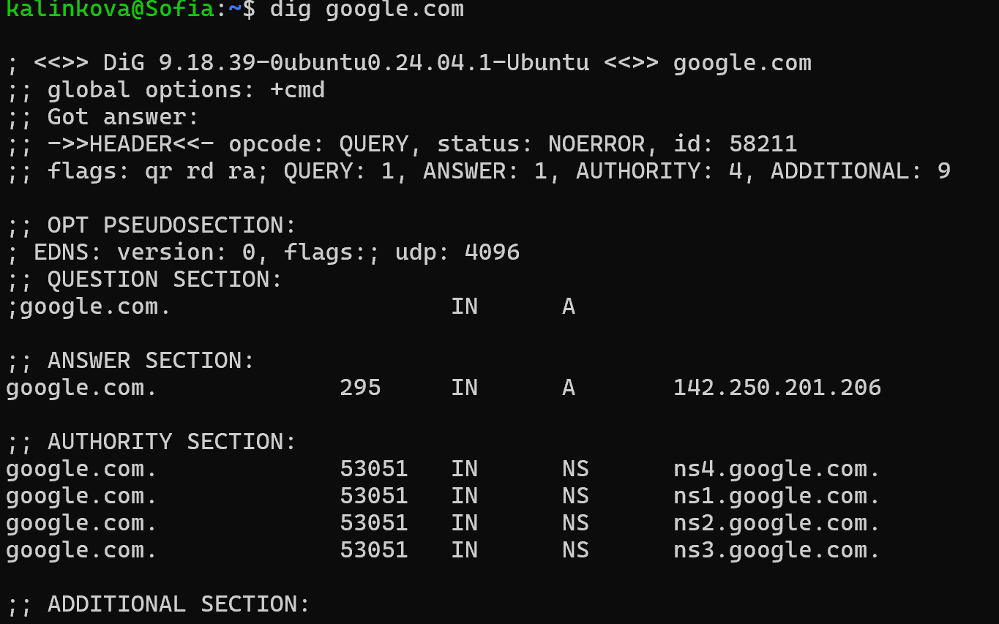 kalinkova@Sofia:~$ dig google.com
; <<>> DiG 9.18.39-0ubuntu0.24.04.1-Ubuntu <<>> google.com
;; global options: +cmd
;; Got answer:
;; ->>HEADER<<- opcode: QUERY, status: NOERROR, id: 58211
;; flags: qr rd ra; QUERY: 1, ANSWER: 1, AUTHORITY: 4, ADDITIONAL: 9
;; OPT PSEUDOSECTION:
; EDNS: version: 0, flags:; udp: 4096
;; QUESTION SECTION:
;google.com. IN A
;; ANSWER SECTION:
google.com. 295 IN A 142.250.201.206
;; AUTHORITY SECTION:
google.com. 53051 IN NS ns4.google.com.
google.com. 53051 IN NS ns1.google.com.
google.com. 53051 IN NS ns2.google.com.
google.com. 53051 IN NS ns3.google.com.
;; ADDITIONAL SECTION: